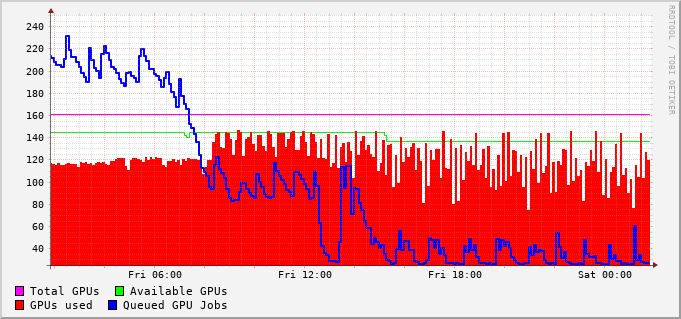 RRDTOOL / TOBI OETIKER
240
220
200
180
160
140
120
100
80
60
40
Fri 06:00 Fri 12:00 Fri 18:00 Sat 00:00
Total GPUs Available GPUs
GPUs used Queued GPU Jobs